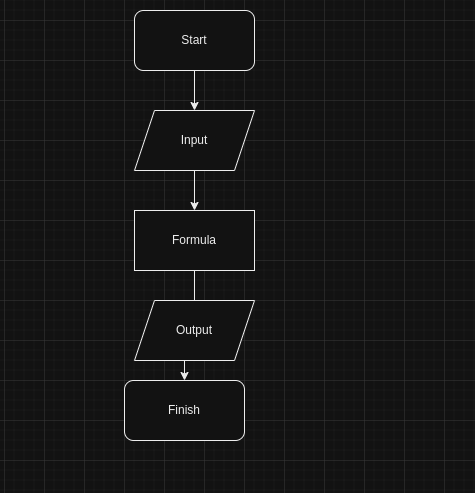 Start
Input
Formula
Output
Finish